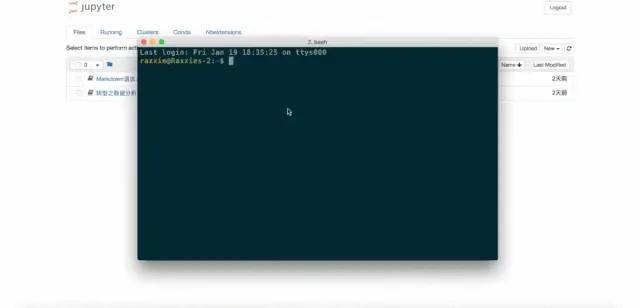 jupyter
Logout
Files Running Clusters Conda Nbextensions
Select items to perform acti
Upload New
0
Name Last Modified
Markdown语法
2天前
转型之数据分析
2天前
2. bash
Last login: Fri Jan 19 18:35:25 on ttys000
raxxie@Raxxies-2:~$